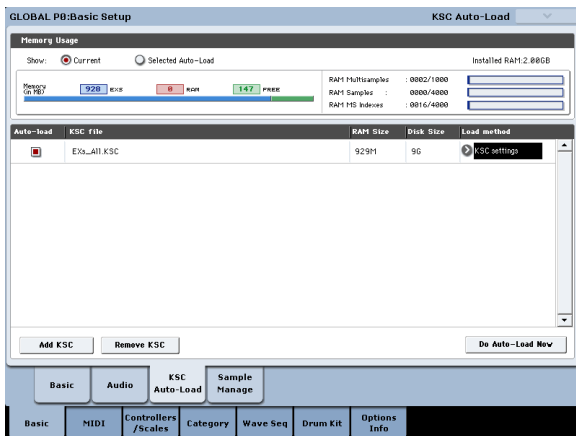 GLOBAL P0:Basic Setup
KSC Auto-Load
Memory Usage
Show: Current Selected Auto-Load Installed RAM:2.00GB
Memory (in MB) 928 EXS 0 RAM 147 FREE
RAM Multisamples : 0002/1000
RAM Samples : 0000/4000
RAM MS Indexes : 0016/4000
Auto-load KSC file RAM Size Disk Size Load method
EXs_All.KSC 929M 9G KSC settings
Add KSC Remove KSC Do Auto-Load Now
Basic Audio KSC Auto-Load Sample Manage
Basic MIDI Controllers /Scales Category Wave Seq Drum Kit Options Info